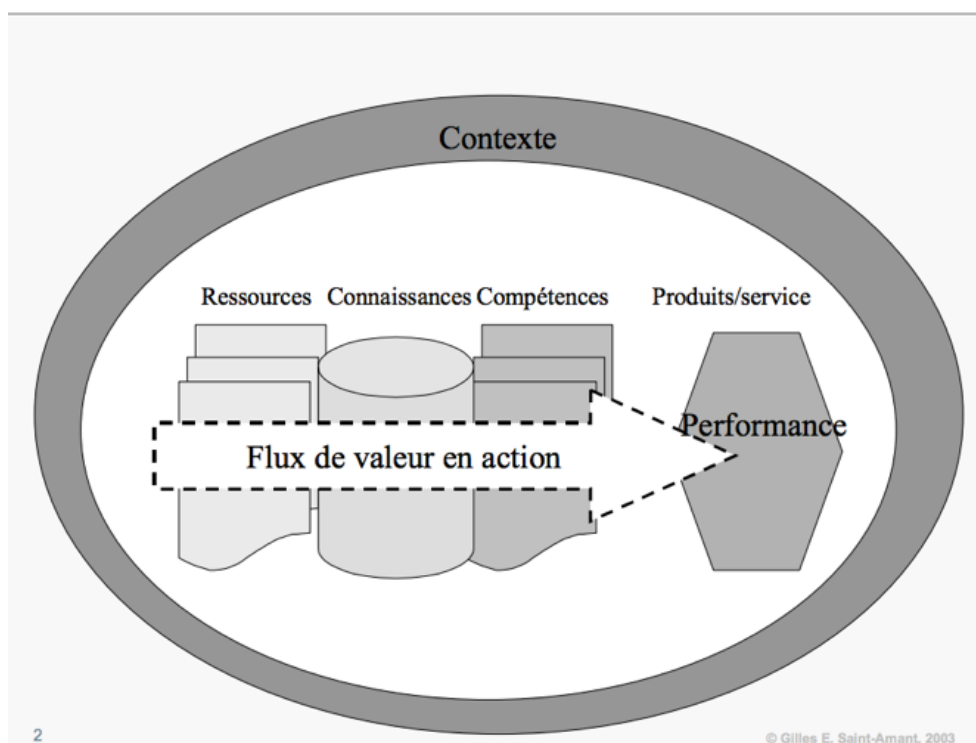 Contexte
Ressources Connaissances Compétences Produits/service
Performance
Flux de valeur en action
2 © Gilles E. Saint-Amant, 2003